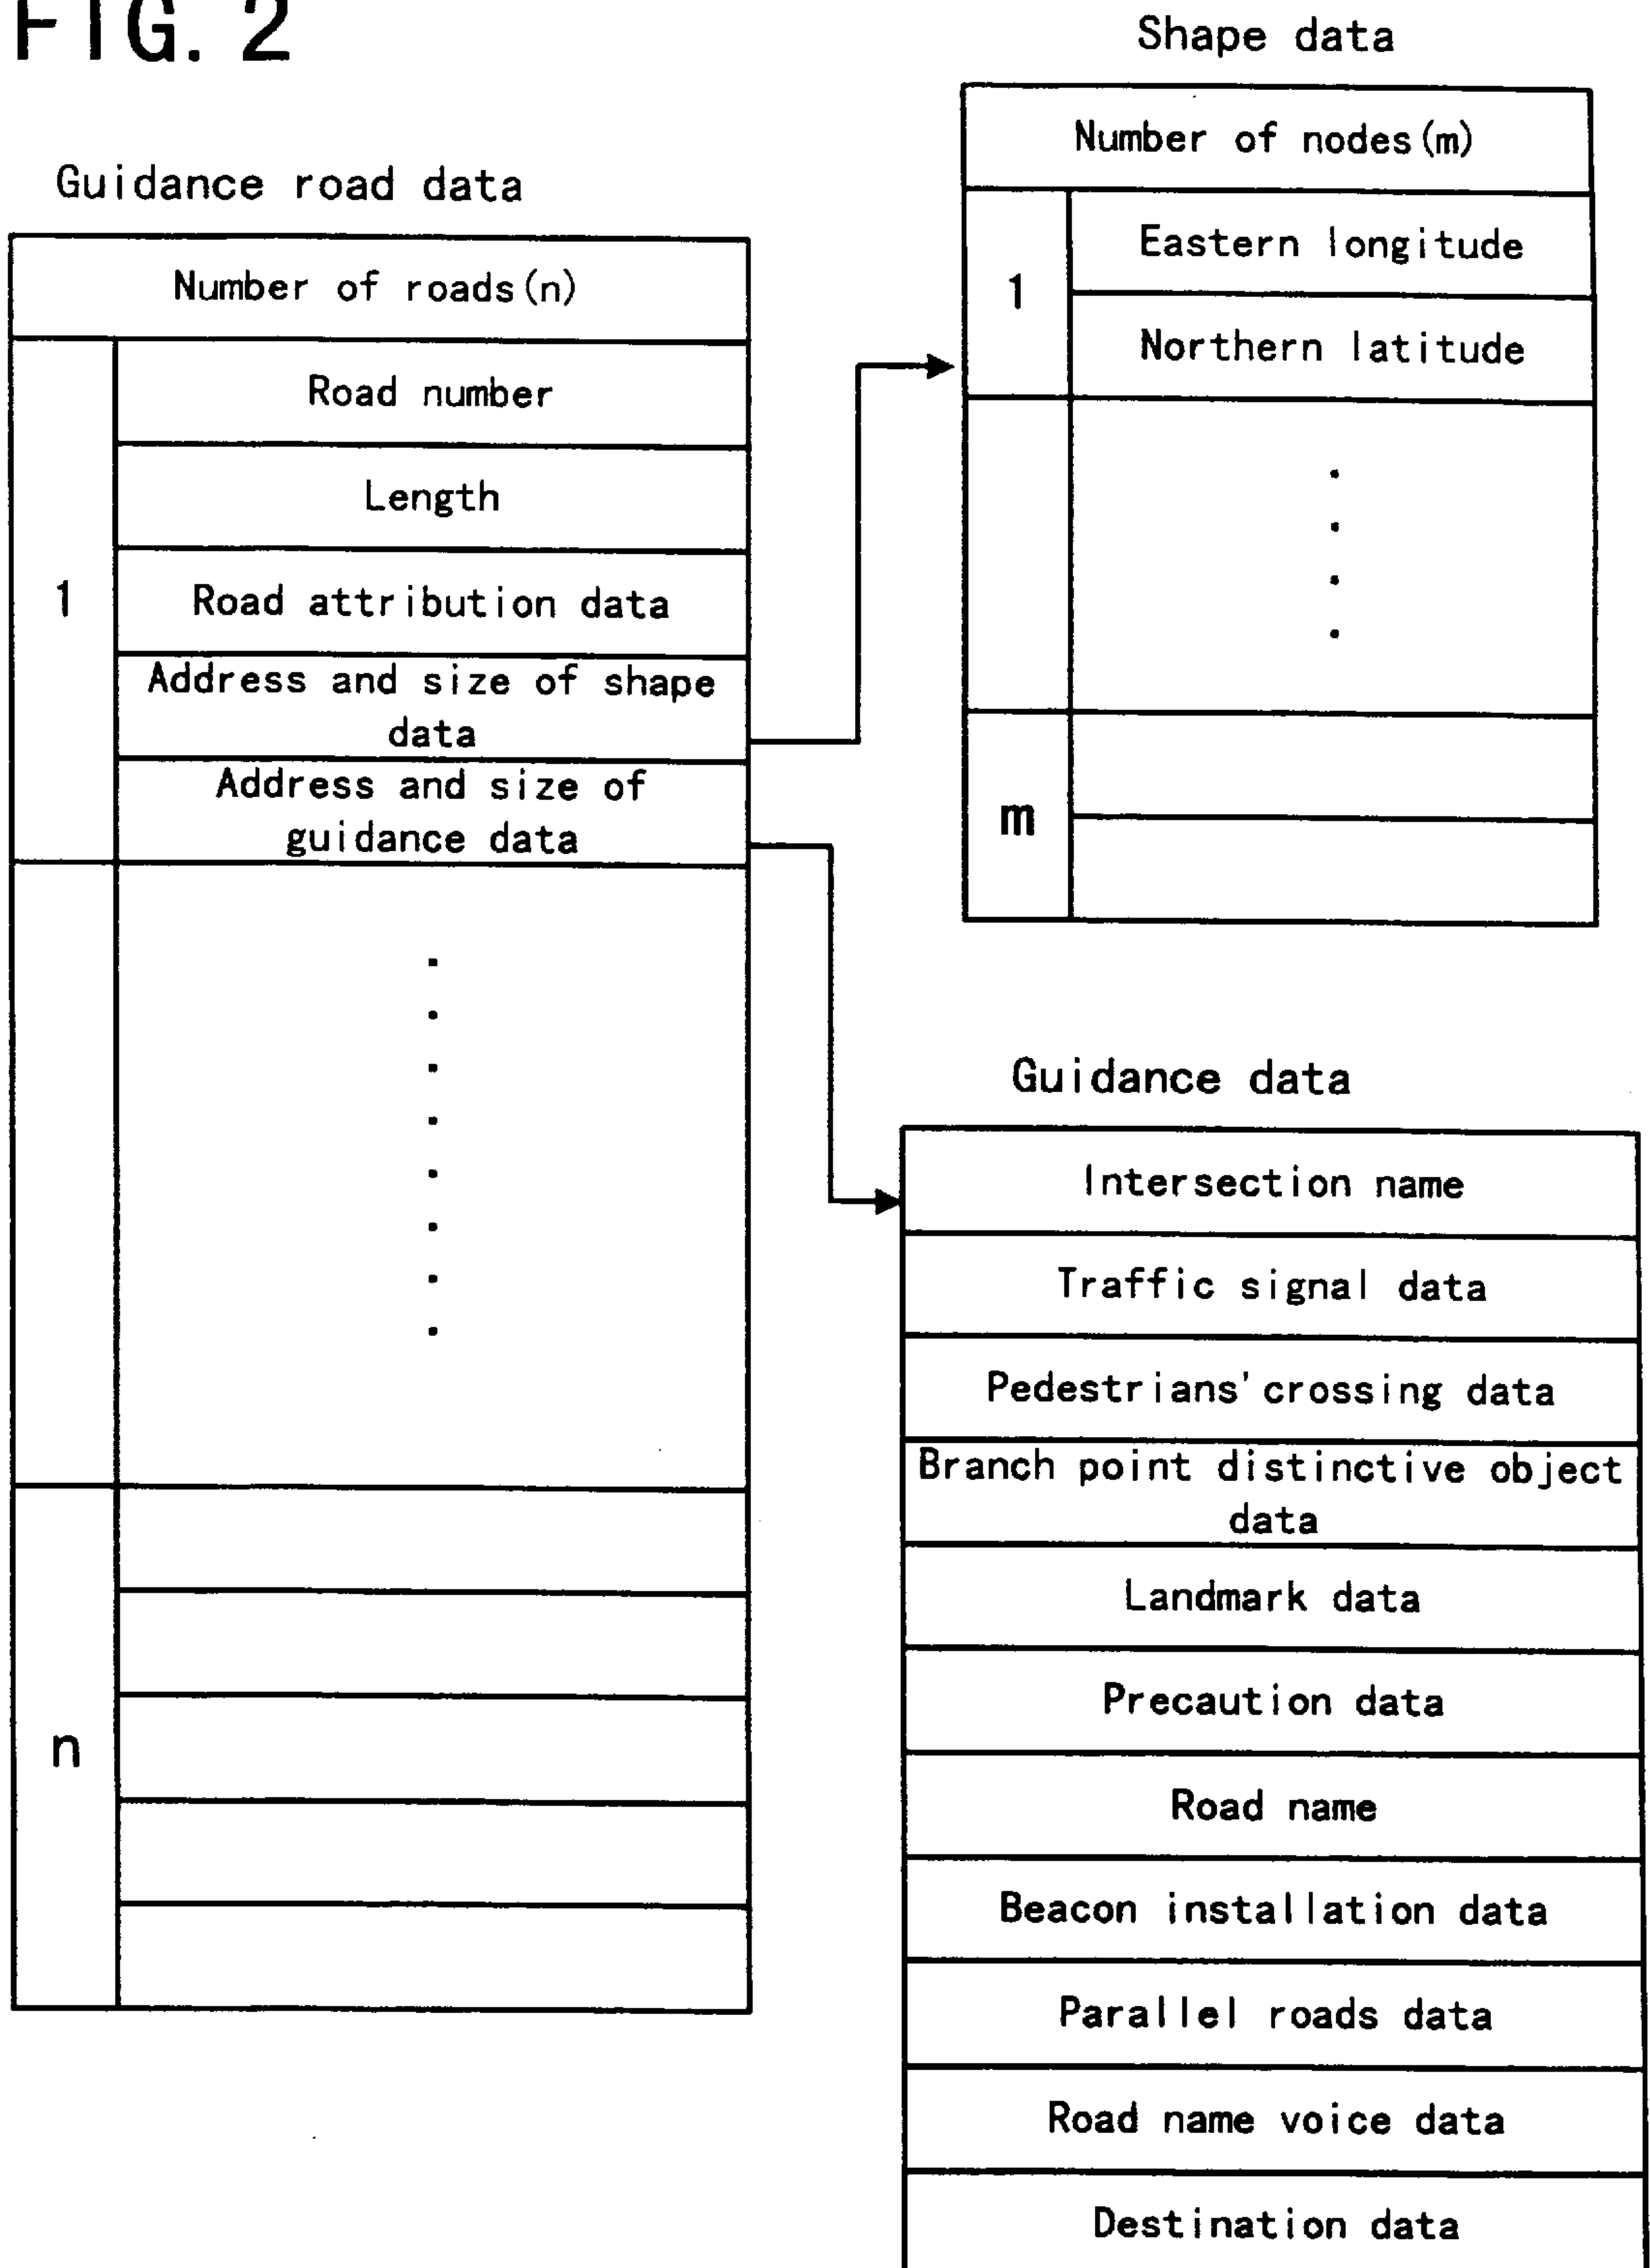 FIG. 2
Guidance road data
Number of roads(n)
1
Road number
Length
Road attribution data
Address and size of shape
data
Address and size of
guidance data
n
Shape data
Number of nodes(m)
1
Eastern longitude
Northern latitude
m
Guidance data
Intersection name
Traffic signal data
Pedestrians'crossing data
Branch point distinctive object
data
Landmark data
Precaution data
Road name
Beacon installation data
Parallel roads data
Road name voice data
Destination data